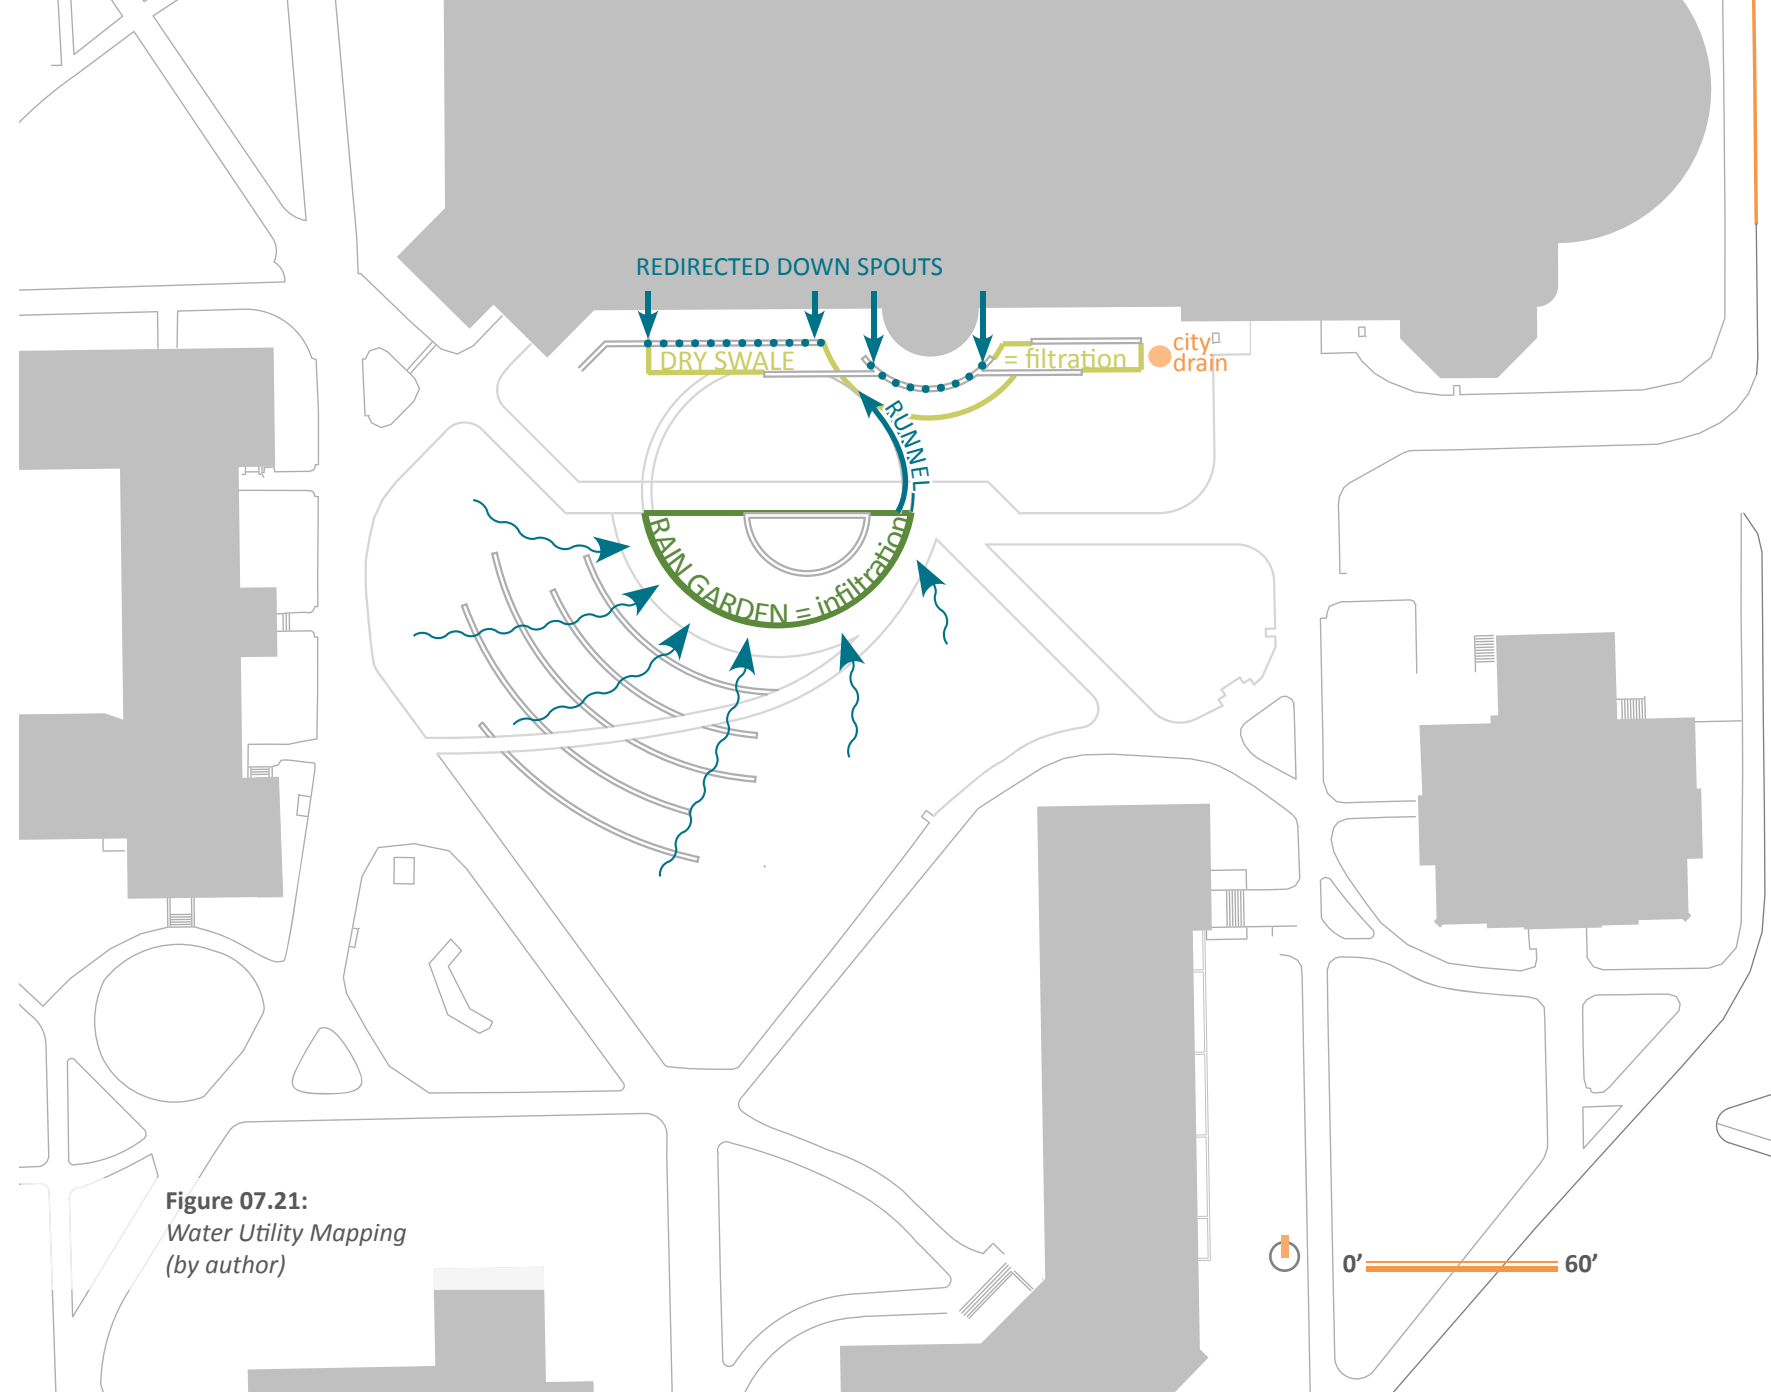 REDIRECTED DOWN SPOUTS
DRY SWALE
= filtration
city
drain
RUNNEL
RAIN GARDEN = infiltration
Figure 07.21:
Water Utility Mapping
(by author)
0'
60'